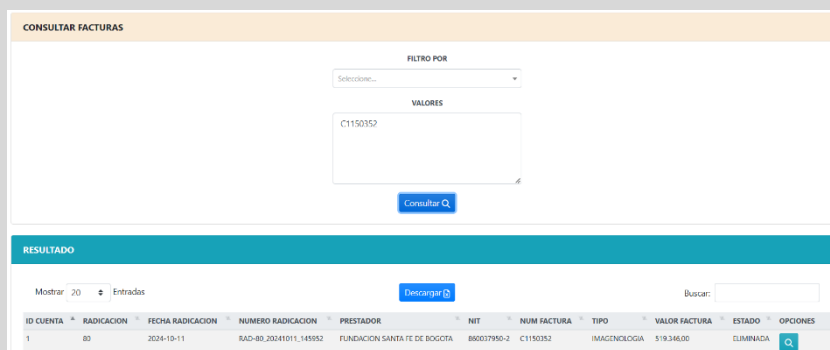 CONSULTAR FACTURAS
FILTRO POR
Seleccione...
VALORES
C1150352
Consultar
RESULTADO
Mostrar 20 Entradas
Descargar
Buscar:
ID CUENTA RADICACION FECHA RADICACION NUMERO RADICACION PRESTADOR NIT NUM FACTURA TIPO VALOR FACTURA ESTADO OPCIONES
1 80 2024-10-11 RAD-80_20241011_145952 FUNDACION SANTA FE DE BOGOTA 860037950-2 C1150352 IMAGENOLOGIA 519.346,00 ELIMINADA